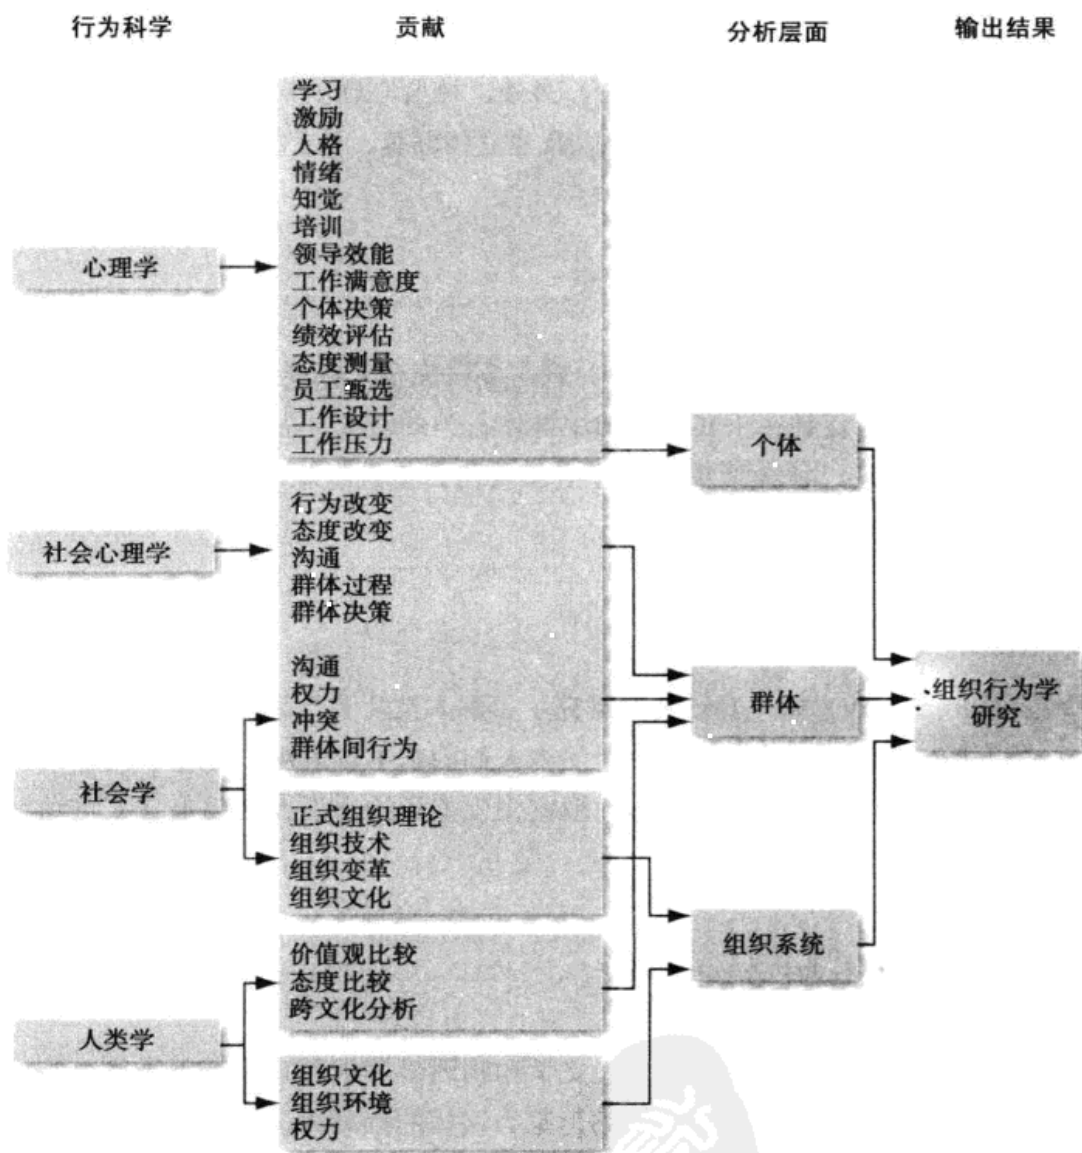 行为科学
贡献
分析层面
输出结果
心理学
学习
激励
人格
情绪
知觉
培训
领导效能
工作满意度
个体决策
绩效评估
态度测量
员工甄选
工作设计
工作压力
个体
社会心理学
行为改变
态度改变
沟通
群体过程
群体决策
沟通
权力
冲突
群体间行为
群体
组织行为学
研究
社会学
正式组织理论
组织技术
组织变革
组织文化
组织系统
人类学
价值观比较
态度比较
跨文化分析
组织文化
组织环境
权力